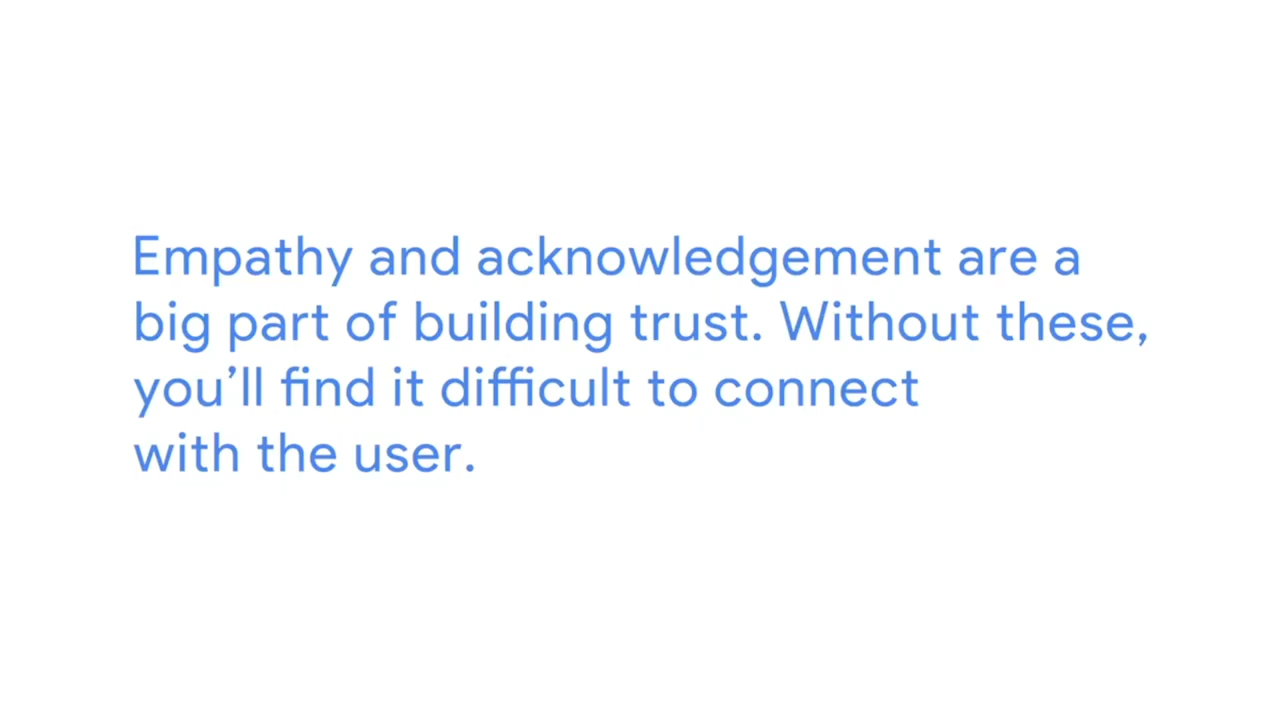 Empathy and acknowledgement are a
big part of building trust. Without these,
you’ll find it difficult to connect
with the user.